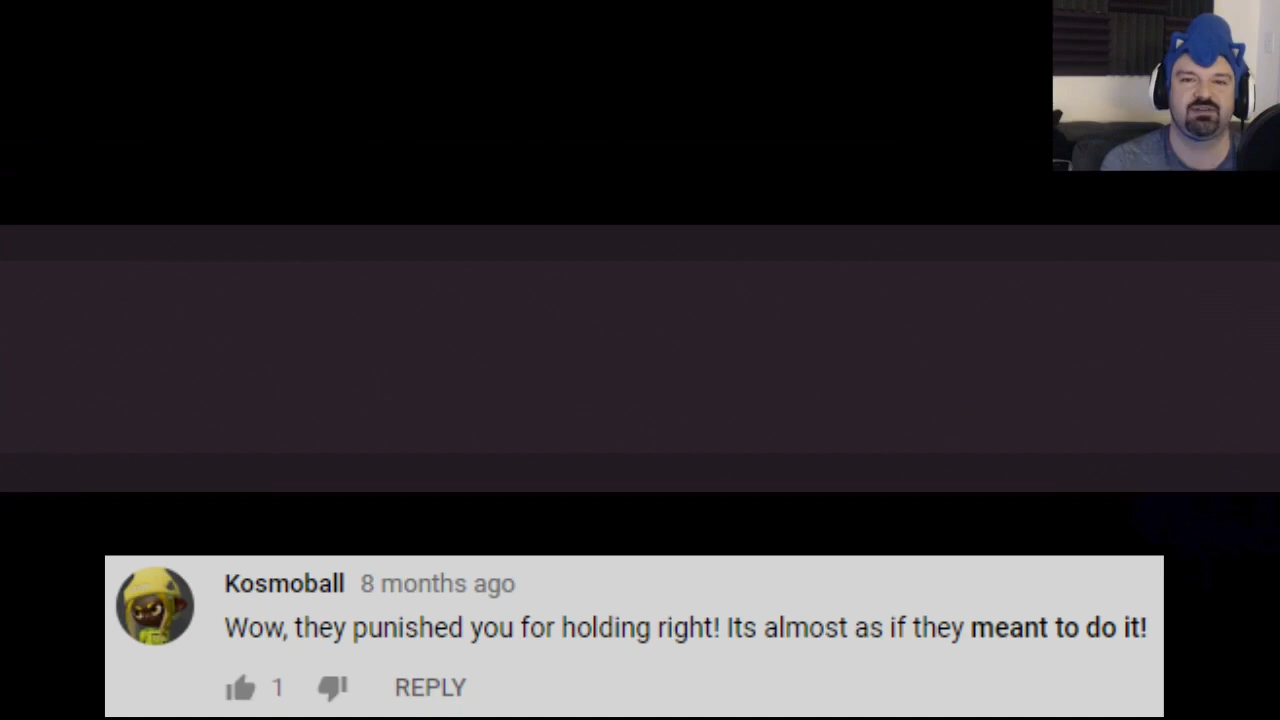 Kosmoball 8 months ago
Wow, they punished you for holding right! Its almost as if they meant to do it!
1 REPLY